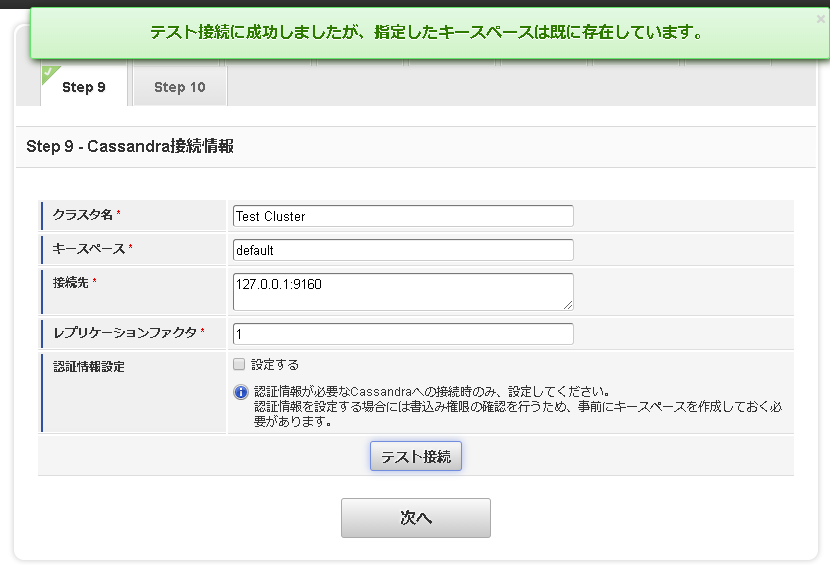 テスト接続に成功しましたが、指定したキースペースは既に存在しています。
×
Step 9
Step 10
Step 9 - Cassandra接続情報
クラスタ名 *
Test Cluster
キースペース *
default
接続先 *
127.0.0.1:9160
レプリケーションファクタ *
1
認証情報設定
設定する
認証情報が必要なCassandraへの接続時のみ、設定してください。
認証情報を設定する場合には書込み権限の確認を行うため、事前にキースペースを作成しておく必
要があります。
テスト接続
次へ